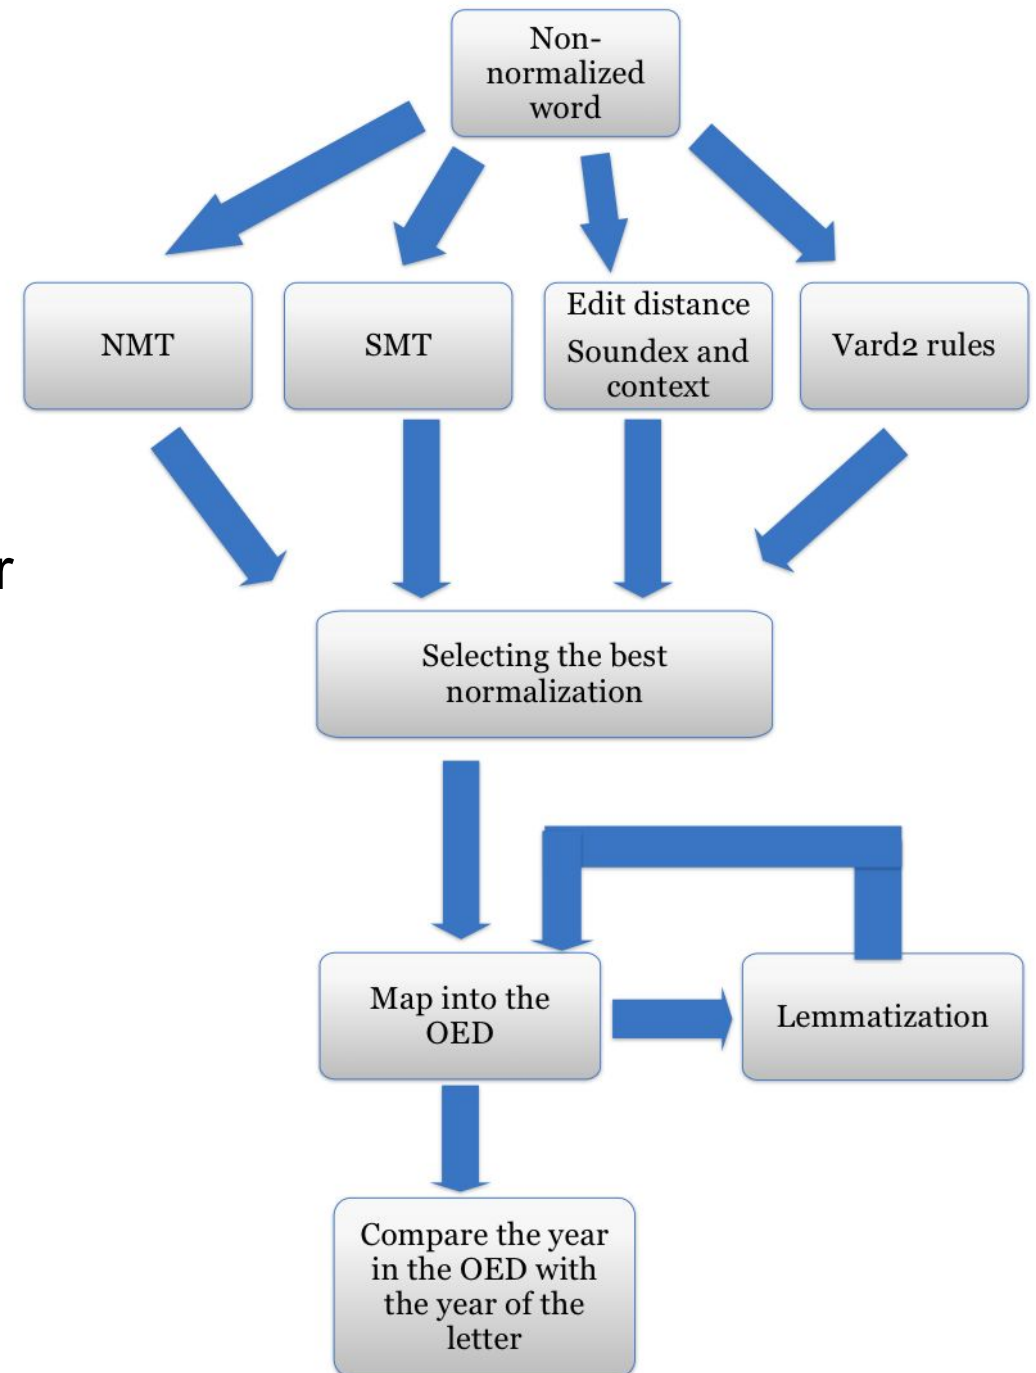 Non-
normalized
word
NMT
SMT
Edit distance
Soundex and
context
Vard2 rules
r
Selecting the best
normalization
Map into the
OED
Lemmatization
Compare the year
in the OED with
the year of the
letter